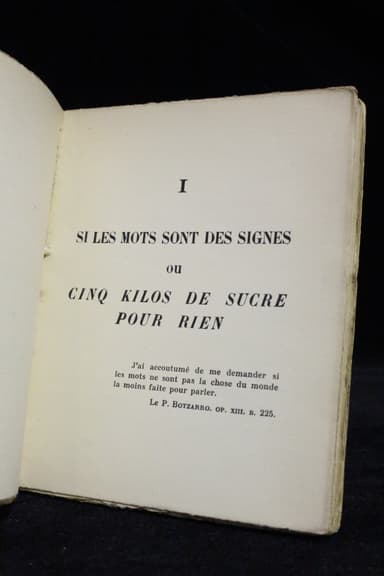 I
SI LES MOTS SONT DES SIGNES
ou
CINQ KILOS DE SUCRE
POUR RIEN
J'ai accoutumé de me demander si
les mots ne sont pas la chose du monde
la moins faite pour parler.
Le P. Botzarro, op. xiii. b. 225.